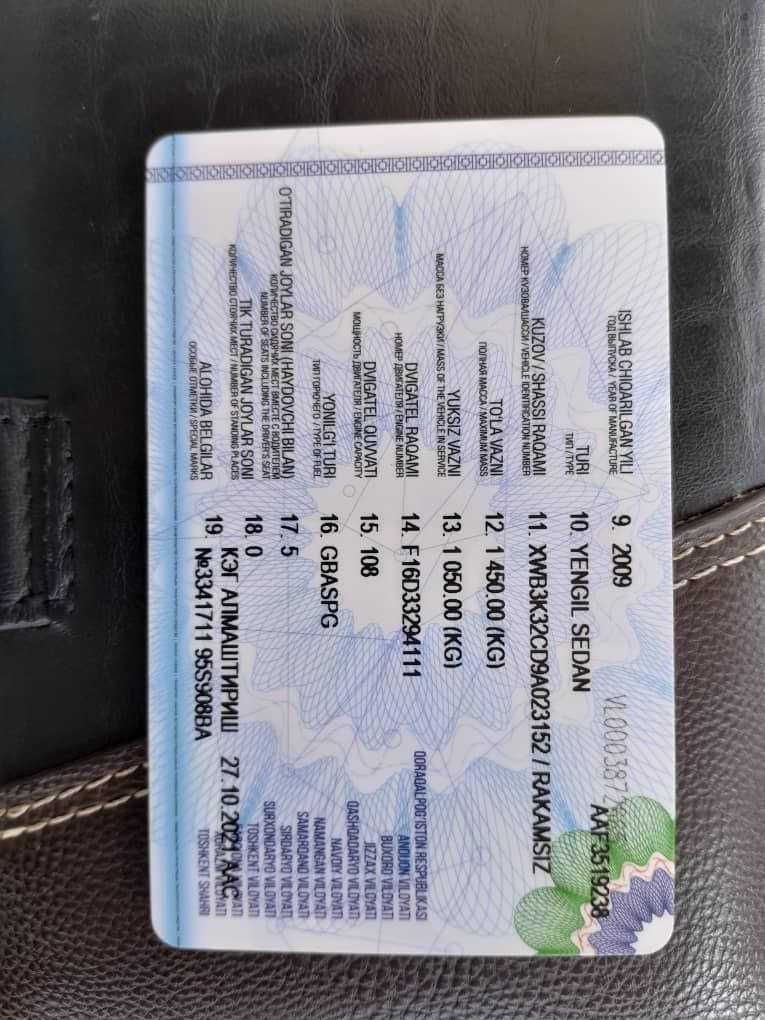 ISHLAB CHIQARILGAN YILI 9. 2009
ГОД ВЫПУСКА / YEAR OF MANUFACTURE
AAF3519238
TURI 10. YENGIL SEDAN
ТИП / TYPE
KUZOV / SHASSI RAQAMI 11. XWB3K32CD9A023152 / RAKAMSIZ
НОМЕР КУЗОВА/ШАССИ / VEHICLE IDENTIFICATION NUMBER
TO'LA VAZNI 12. 1 450.00 (KG)
ПОЛНАЯ МАССА / MAXIMUM MASS
YUKSIZ VAZNI 13. 1 050.00 (KG)
МАССА БЕЗ НАГРУЗКИ / MASS OF THE VEHICLE IN SERVICE
DVIGATEL RAQAMI 14. F16D33294111
НОМЕР ДВИГАТЕЛЯ / ENGINE NUMBER
DVIGATEL QUVVATI 15. 108
МОЩНОСТЬ ДВИГАТЕЛЯ / ENGINE CAPACITY
YONILG'I TURI 16. GBASPG
ТИП ГОРЮЧЕГО / TYPE OF FUEL
O'TIRADIGAN JOYLAR SONI (HAYDOVCHI BILAN) 17. 5
КОЛИЧЕСТВО СИДЯЧИХ МЕСТ ВМЕСТЕ С ВОДИТЕЛЕМ
NUMBER OF SEATS INCLUDING THE DRIVER'S SEAT
TIK TURADIGAN JOYLAR SONI 18. 0
КОЛИЧЕСТВО СТОЯЧИХ МЕСТ / NUMBER OF STANDING PLACES
КЭГ АЛМАШТИРИШ 27.10.2021 ААС
ALOHIDA BELGILAR 19. №3341711 95S908BA
ОСОБЫЕ ОТМЕТКИ / SPECIAL MARKS
QORAQALPOG'ISTON RESPUBLIKASI
ANDIJON VILOYATI
BUXORO VILOYATI
JIZZAX VILOYATI
QASHQADARYO VILOYATI
NAVOIY VILOYATI
NAMANGAN VILOYATI
SAMARQAND VILOYATI
SIRDARYO VILOYATI
SURXONDARYO VILOYATI
TOSHKENT VILOYATI
TOSHKENT SHAHRI